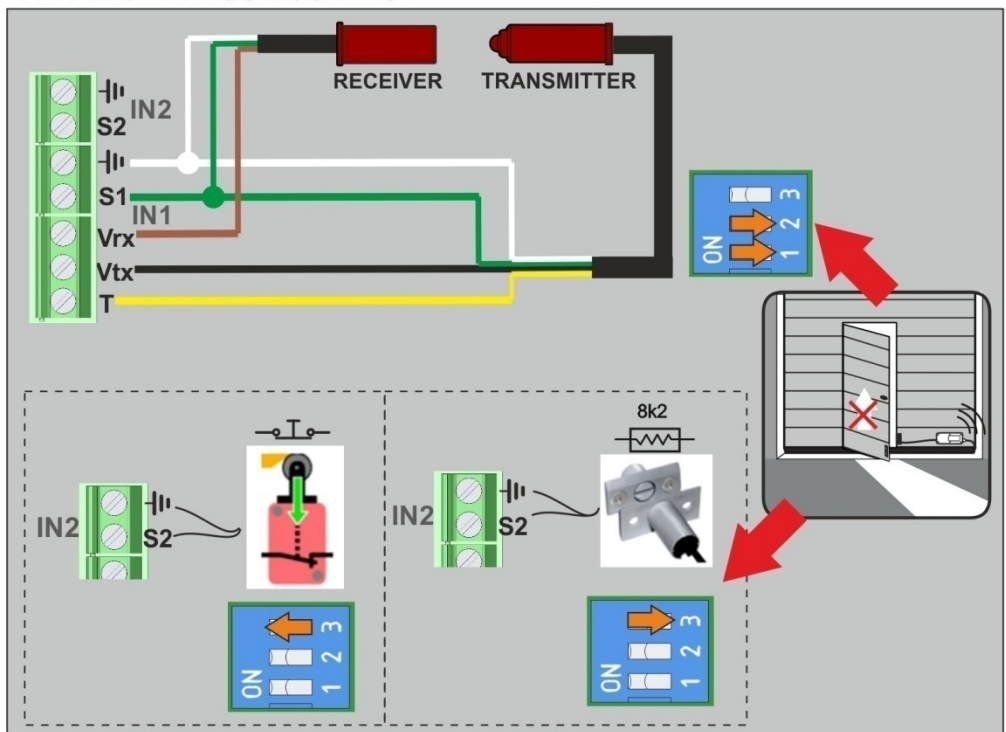 RECEIVER
TRANSMITTER
IN2
S2
S1
IN1
Vrx
Vtx
T
ON
1
2
3
8k2
IN2
S2
IN2
S2
ON
1
2
3
ON
1
2
3